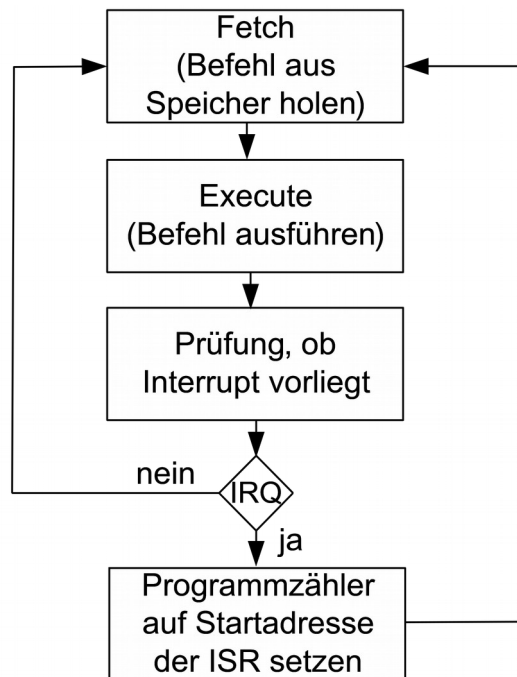 Fetch
(Befehl aus
Speicher holen)
Execute
(Befehl ausführen)
Prüfung, ob
Interrupt vorliegt
nein
IRQ
ja
Programmzähler
auf Startadresse
der ISR setzen